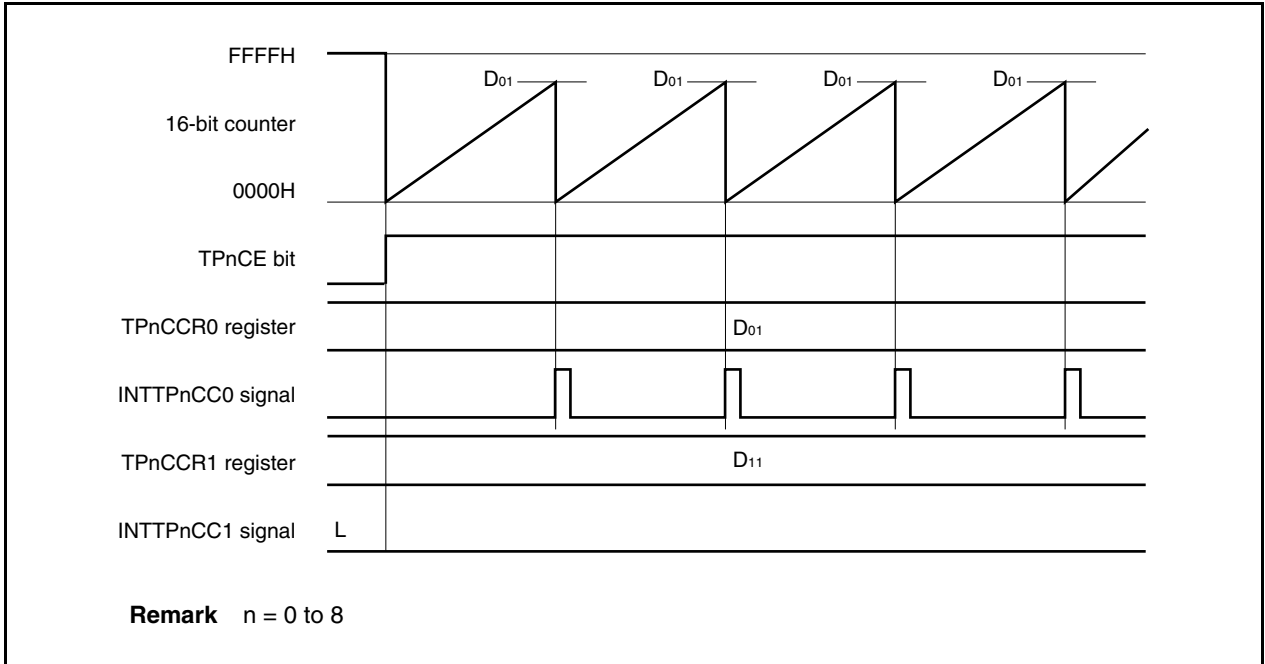 FFFFH
D01 D01 D01 D01
16-bit counter
0000H
TPnCE bit
TPnCCR0 register
D01
INTTPnCC0 signal
TPnCCR1 register
D11
INTTPnCC1 signal
L
Remark n = 0 to 8